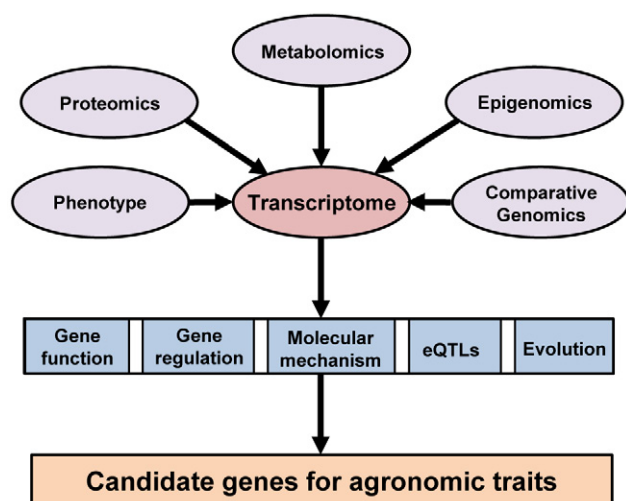 Metabolomics
Proteomics
Epigenomics
Phenotype
Transcriptome
Comparative
Genomics
Gene
function
Gene
regulation
Molecular
mechanism
eQTLs
Evolution
Candidate genes for agronomic traits